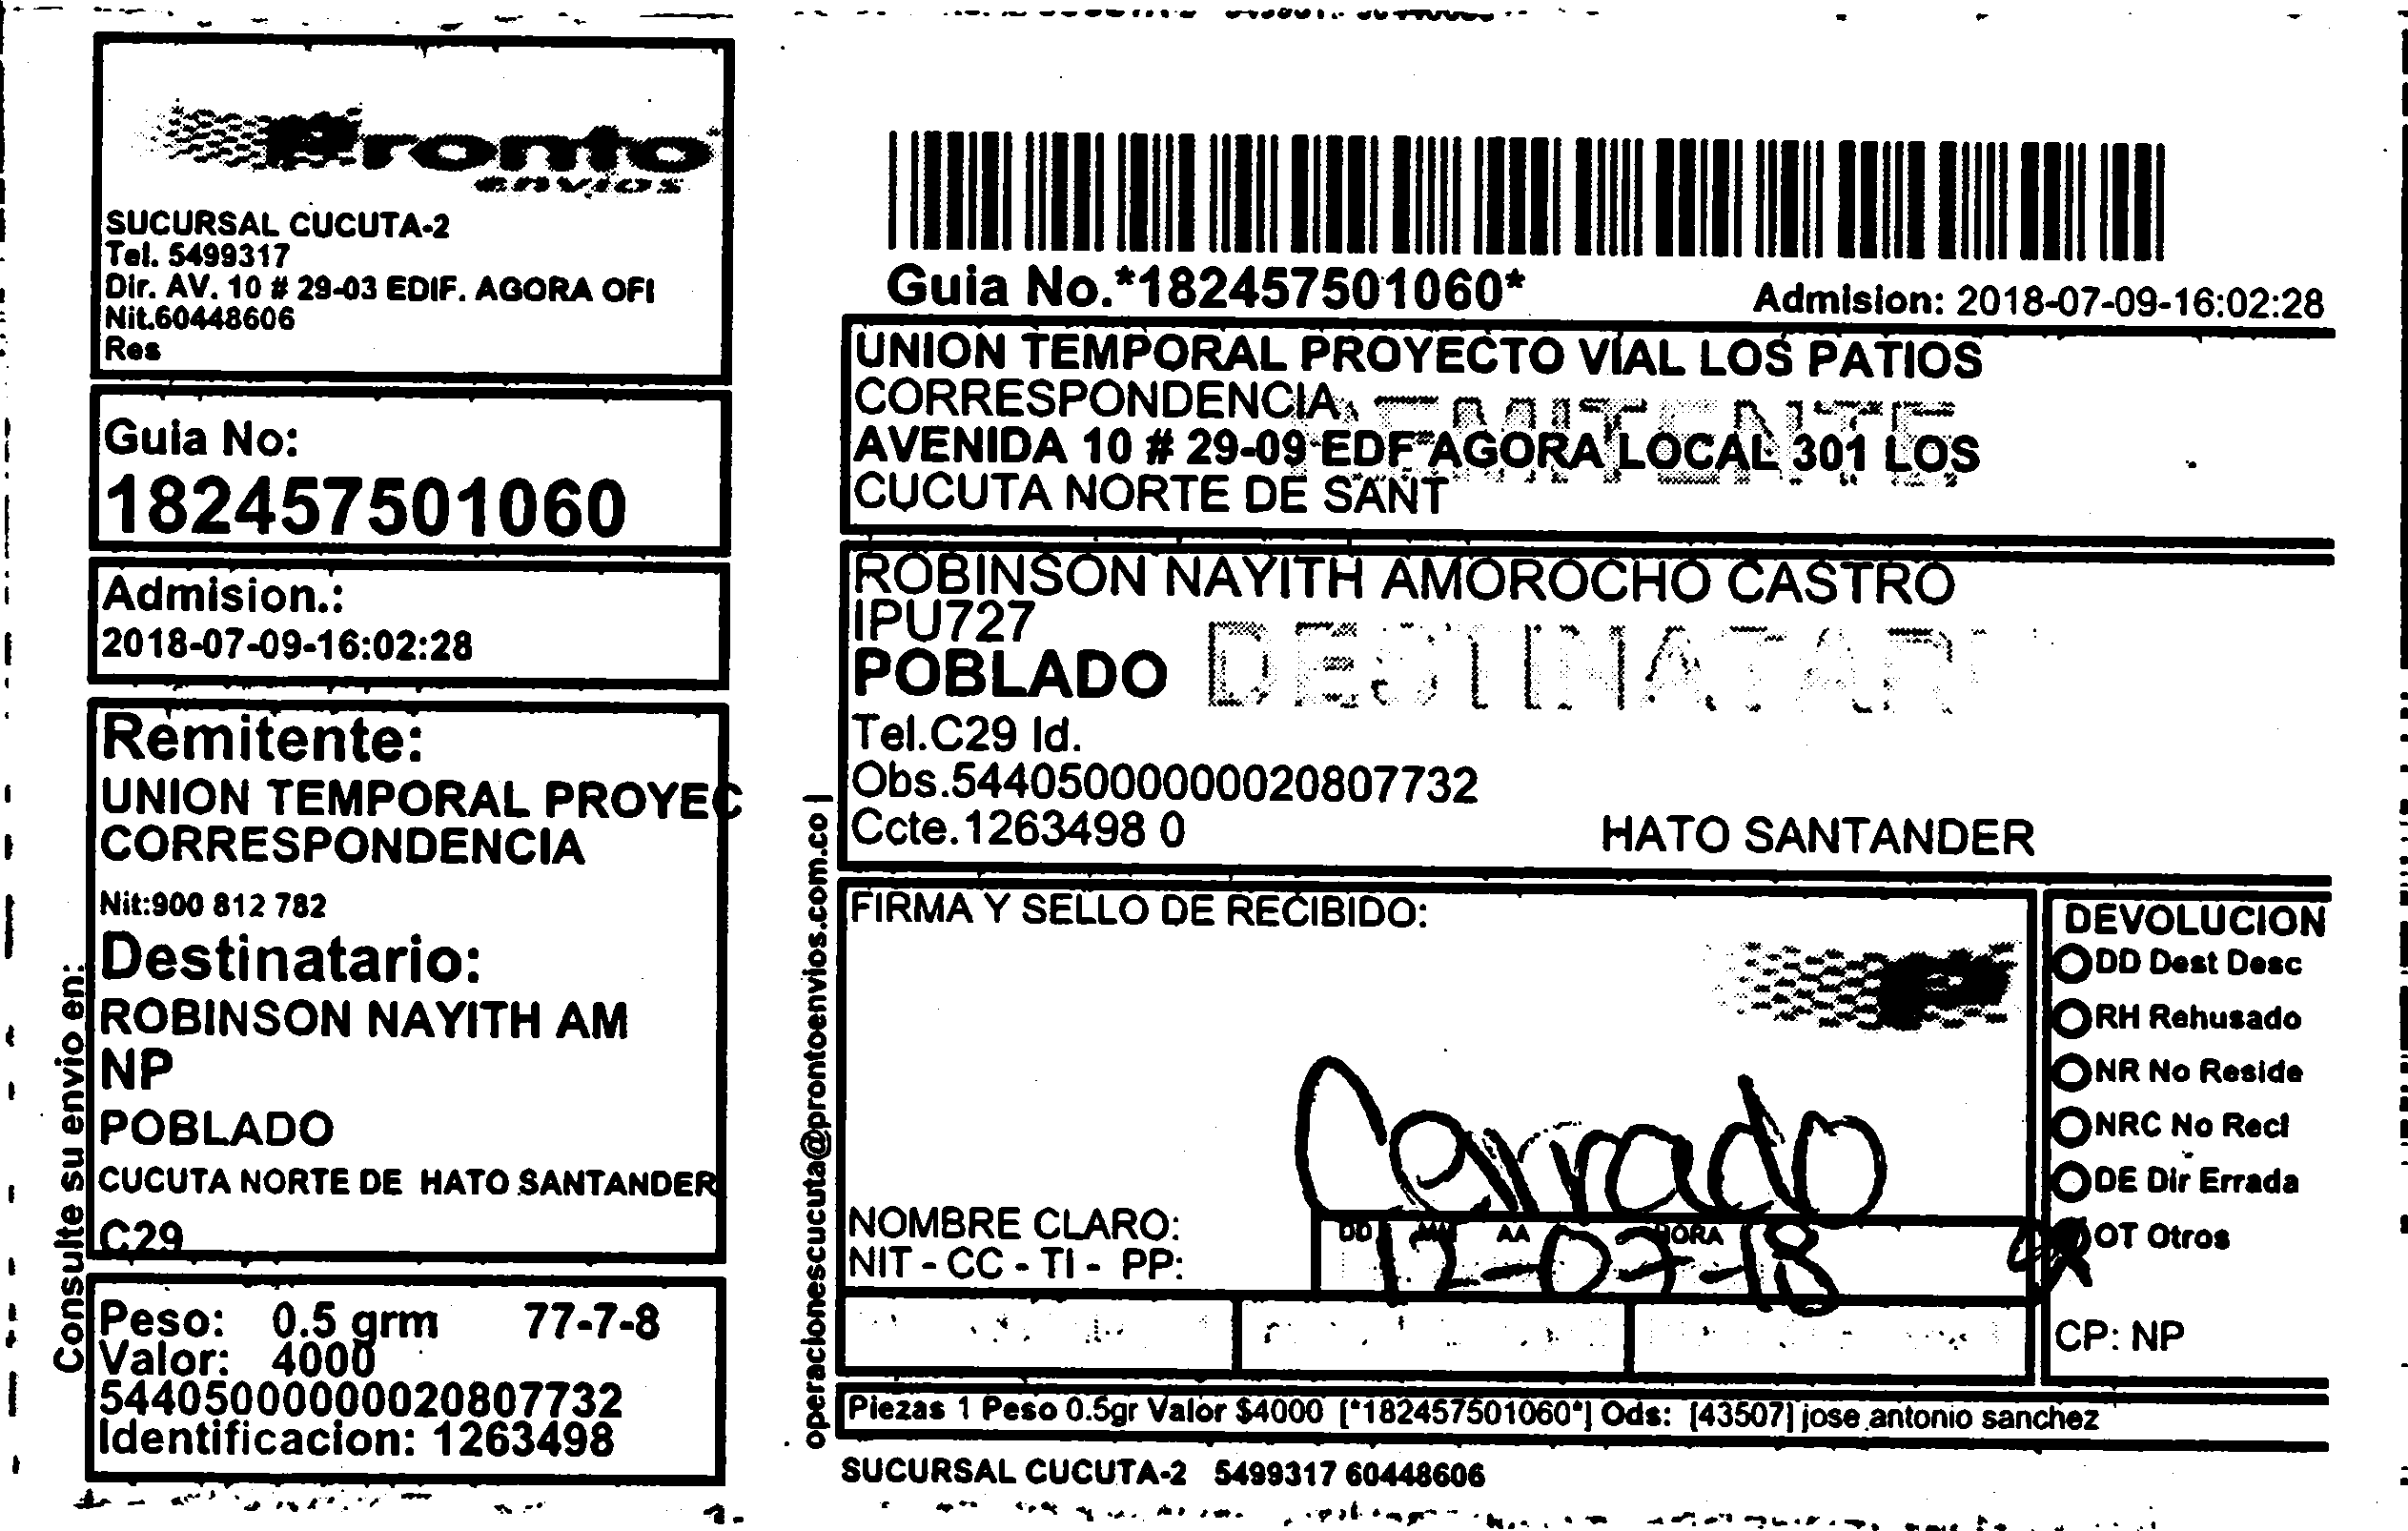 Pronto
envios
SUCURSAL CUCUTA-2
Tel. 5499317
Dir. AV. 10 # 29-03 EDIF. AGORA OFI
Nit.60448606
Res
Guia No:
182457501060
Admision.:
2018-07-09-16:02:28
Remitente:
UNION TEMPORAL PROYEC
CORRESPONDENCIA
Nit:900 812 782
Destinatario:
ROBINSON NAYITH AM
NP
POBLADO
CUCUTA NORTE DE HATO SANTANDER
C29
Peso: 0.5 grm 77-7-8
Valor: 4000
544050000000020807732
Identificacion: 1263498
Consulte su envio en:
operacionescucuta@prontoenvios.com.co |
Guia No.*182457501060*
Admision: 2018-07-09-16:02:28
UNION TEMPORAL PROYECTO VIAL LOS PATIOS
CORRESPONDENCIA
REMITENTE
AVENIDA 10 # 29-09 EDF AGORA LOCAL 301 LOS
CUCUTA NORTE DE SANT
ROBINSON NAYITH AMOROCHO CASTRO
IPU727
POBLADO
DESTINATAR
Tel.C29 Id.
Obs.544050000000020807732
Ccte.1263498 0 HATO SANTANDER
FIRMA Y SELLO DE RECIBIDO:
P
Cerrado
NOMBRE CLARO:
NIT - CC - TI - PP:
DD MM AA HORA
12-07-18
DEVOLUCION
DD Dest Desc
RH Rehusado
NR No Reside
NRC No Recl
DE Dir Errada
OT Otros
CP: NP
Piezas 1 Peso 0.5gr Valor $4000 [*182457501060*] Ods: [43507] jose antonio sanchez
SUCURSAL CUCUTA-2 5499317 60448606